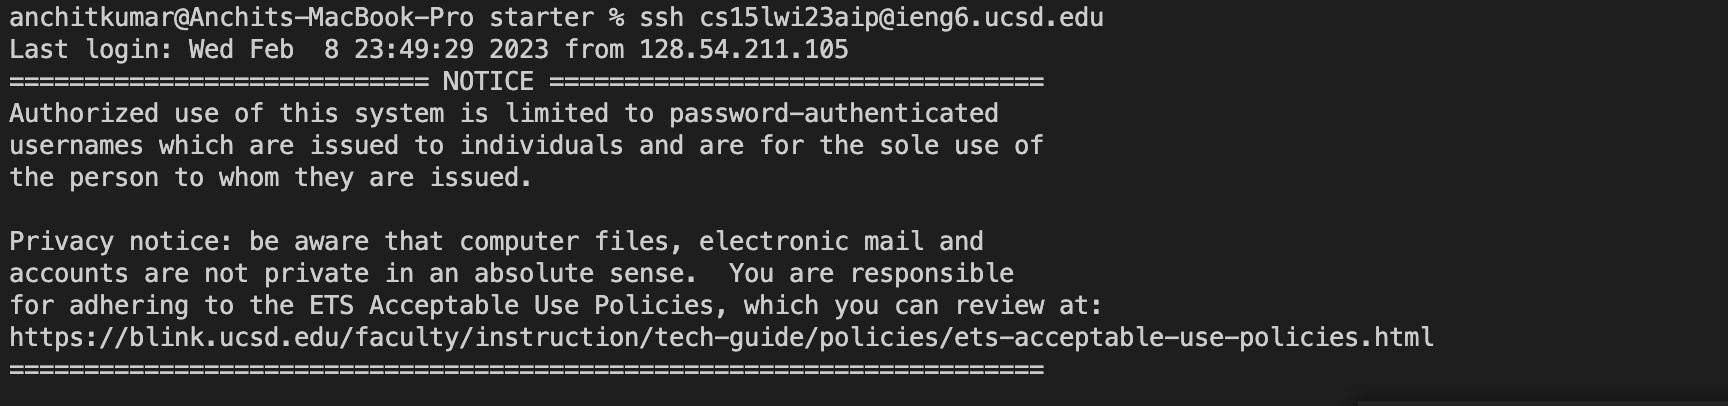 anchitkumar@Anchits-MacBook-Pro starter % ssh cs15lwi23aip@ieng6.ucsd.edu
Last login: Wed Feb  8 23:49:29 2023 from 128.54.211.105
============================ NOTICE =================================
Authorized use of this system is limited to password-authenticated
usernames which are issued to individuals and are for the sole use of
the person to whom they are issued.

Privacy notice: be aware that computer files, electronic mail and
accounts are not private in an absolute sense.  You are responsible
for adhering to the ETS Acceptable Use Policies, which you can review at:
https://blink.ucsd.edu/faculty/instruction/tech-guide/policies/ets-acceptable-use-policies.html
=====================================================================